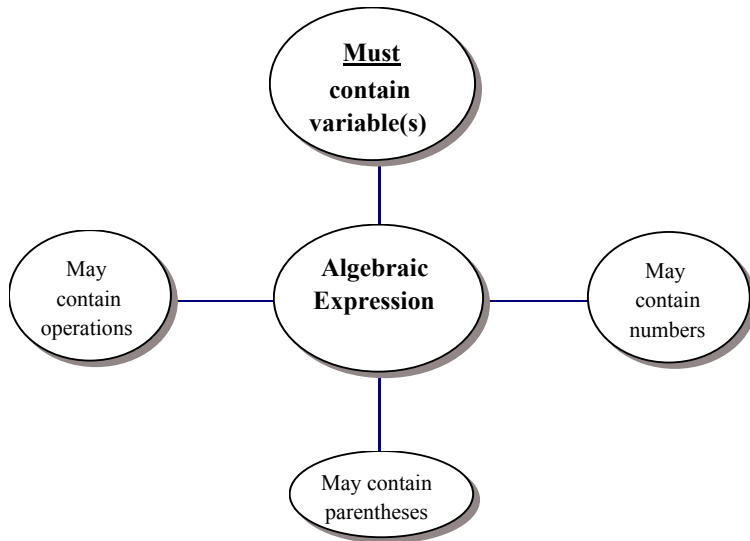 Must
contain
variable(s)
Algebraic
Expression
May
contain
operations
May
contain
numbers
May contain
parentheses